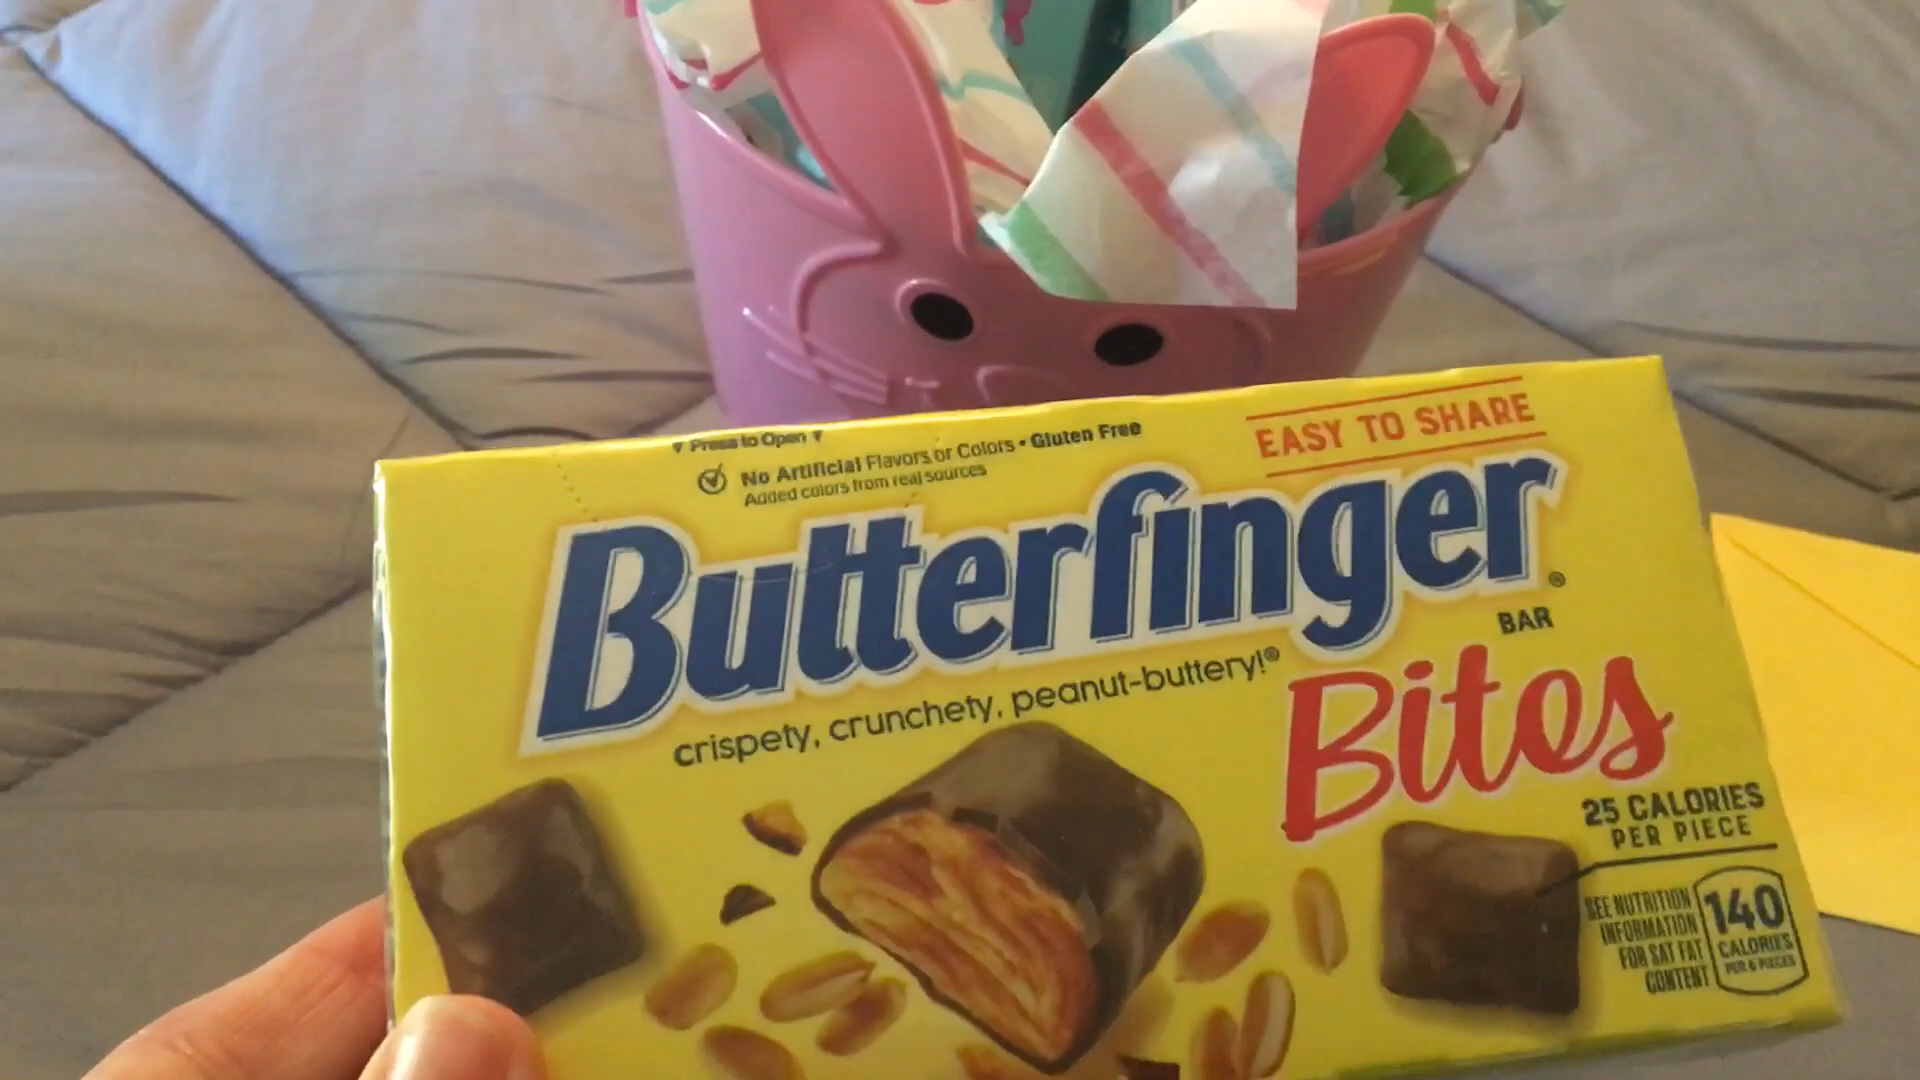 ▼ Press to Open ▼
No Artificial Flavors or Colors • Gluten Free
Added colors from real sources
EASY TO SHARE
Butterfinger®
BAR
crispety, crunchety, peanut-buttery!®
Bites
25 CALORIES
PER PIECE
SEE NUTRITION
INFORMATION
FOR SAT FAT
CONTENT
140
CALORIES
PER 6 PIECES